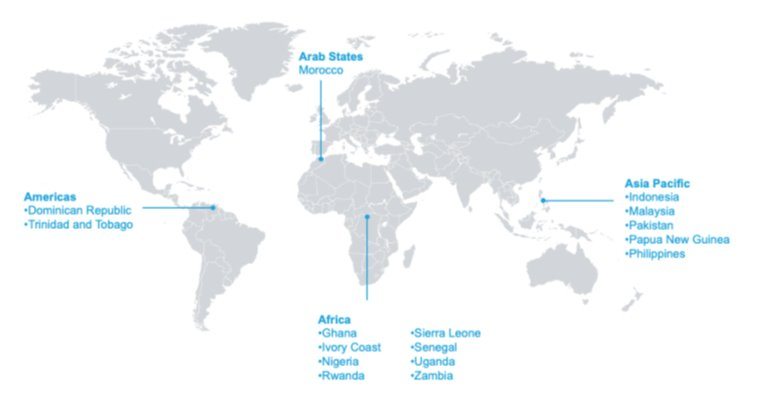 Arab States
Morocco
Americas
•Dominican Republic
•Trinidad and Tobago
Asia Pacific
•Indonesia
•Malaysia
•Pakistan
•Papua New Guinea
•Philippines
Africa
•Ghana
•Ivory Coast
•Nigeria
•Rwanda
•Sierra Leone
•Senegal
•Uganda
•Zambia